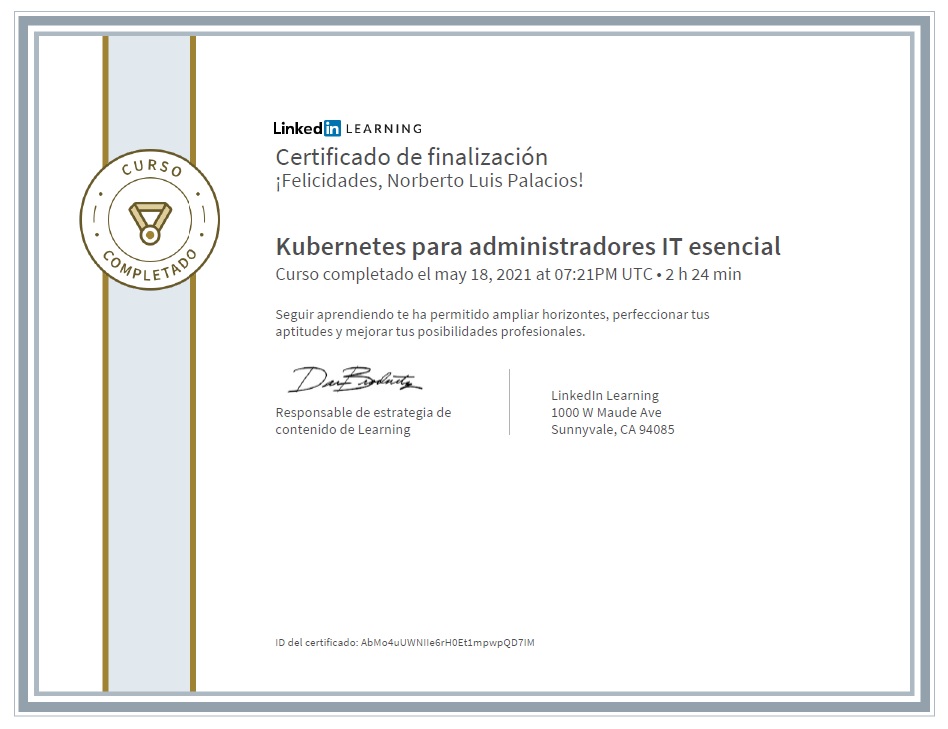 CURSO
COMPLETADO
Linked in LEARNING
Certificado de finalización
¡Felicidades, Norberto Luis Palacios!
Kubernetes para administradores IT esencial
Curso completado el may 18, 2021 at 07:21PM UTC • 2 h 24 min
Seguir aprendiendo te ha permitido ampliar horizontes, perfeccionar tus
aptitudes y mejorar tus posibilidades profesionales.
Responsable de estrategia de
contenido de Learning
LinkedIn Learning
1000 W Maude Ave
Sunnyvale, CA 94085
ID del certificado: AbMo4uUWNIIe6rH0Et1mpwpQD7IM